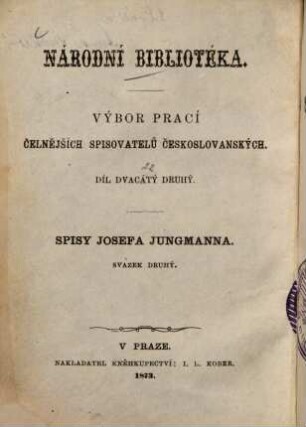 NÁRODNÍ BIBLIOTÉKA.
VÝBOR PRACÍ
ČELNĚJŠÍCH SPISOVATELŮ ČESKOSLOVANSKÝCH.
22
DÍL DVACÁTÝ DRUHÝ.
SPISY JOSEFA JUNGMANNA.
SVAZEK DRUHÝ.
V PRAZE.
NAKLADATEL KNĚHKUPECTVÍ: I. L. KOBER.
1873.